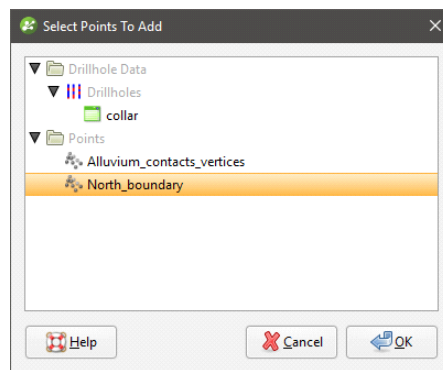 Select Points To Add
Drillhole Data
Drillholes
collar
Points
Alluvium_contacts_vertices
North_boundary
Help Cancel OK